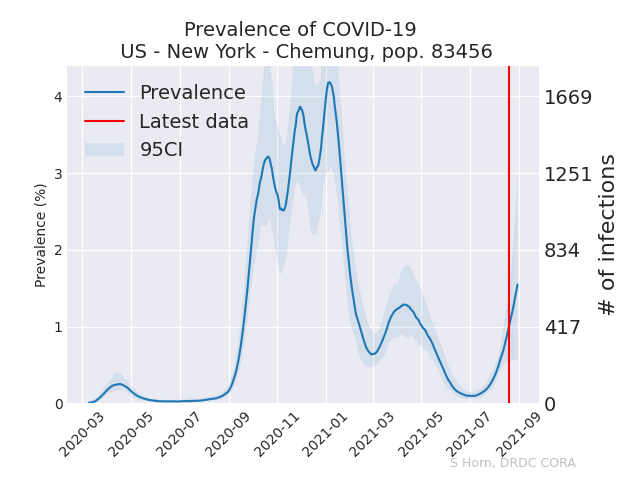 Prevalence of COVID-19
US - New York - Chemung, pop. 83456
Prevalence
Latest data
95CI
Prevalence (%)
4
3
2
1
0
1669
1251
834
417
0
# of infections
2020-03
2020-05
2020-07
2020-09
2020-11
2021-01
2021-03
2021-05
2021-07
2021-09
S Horn, DRDC CORA